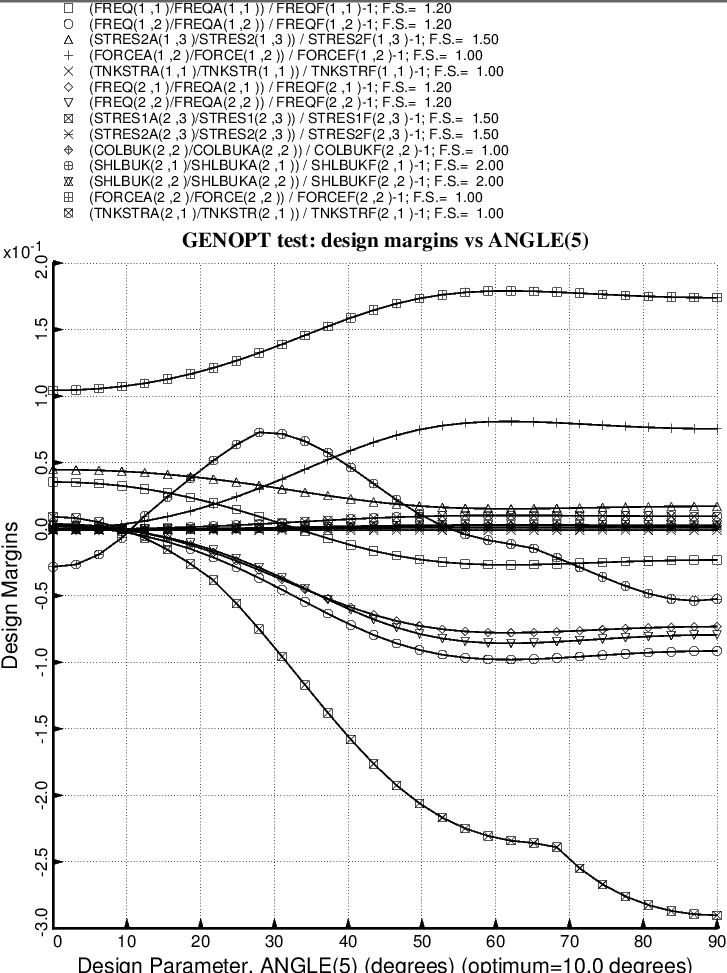 (FREQ(1 ,1 )/FREQA(1 ,1 )) / FREQF(1 ,1 )-1; F.S.= 1.20
(FREQ(1 ,2 )/FREQA(1 ,2 )) / FREQF(1 ,2 )-1; F.S.= 1.20
(STRES2A(1 ,3 )/STRES2(1 ,3 )) / STRES2F(1 ,3 )-1; F.S.= 1.50
(FORCEA(1 ,2 )/FORCE(1 ,2 )) / FORCEF(1 ,2 )-1; F.S.= 1.00
(TNKSTRA(1 ,1 )/TNKSTR(1 ,1 )) / TNKSTRF(1 ,1 )-1; F.S.= 1.00
(FREQ(2 ,1 )/FREQA(2 ,1 )) / FREQF(2 ,1 )-1; F.S.= 1.20
(FREQ(2 ,2 )/FREQA(2 ,2 )) / FREQF(2 ,2 )-1; F.S.= 1.20
(STRES1A(2 ,3 )/STRES1(2 ,3 )) / STRES1F(2 ,3 )-1; F.S.= 1.50
(STRES2A(2 ,3 )/STRES2(2 ,3 )) / STRES2F(2 ,3 )-1; F.S.= 1.50
(COLBUK(2 ,2 )/COLBUKA(2 ,2 )) / COLBUKF(2 ,2 )-1; F.S.= 1.00
(SHLBUK(2 ,1 )/SHLBUKA(2 ,1 )) / SHLBUKF(2 ,1 )-1; F.S.= 2.00
(SHLBUK(2 ,2 )/SHLBUKA(2 ,2 )) / SHLBUKF(2 ,2 )-1; F.S.= 2.00
(FORCEA(2 ,2 )/FORCE(2 ,2 )) / FORCEF(2 ,2 )-1; F.S.= 1.00
(TNKSTRA(2 ,1 )/TNKSTR(2 ,1 )) / TNKSTRF(2 ,1 )-1; F.S.= 1.00
GENOPT test: design margins vs ANGLE(5)
x10-1
2.0
1.5
1.0
0.5
0.0
-0.5
-1.0
-1.5
-2.0
-2.5
-3.0
Design Margins
0 10 20 30 40 50 60 70 80 90
Design Parameter, ANGLE(5) (degrees) (optimum=10.0 degrees)